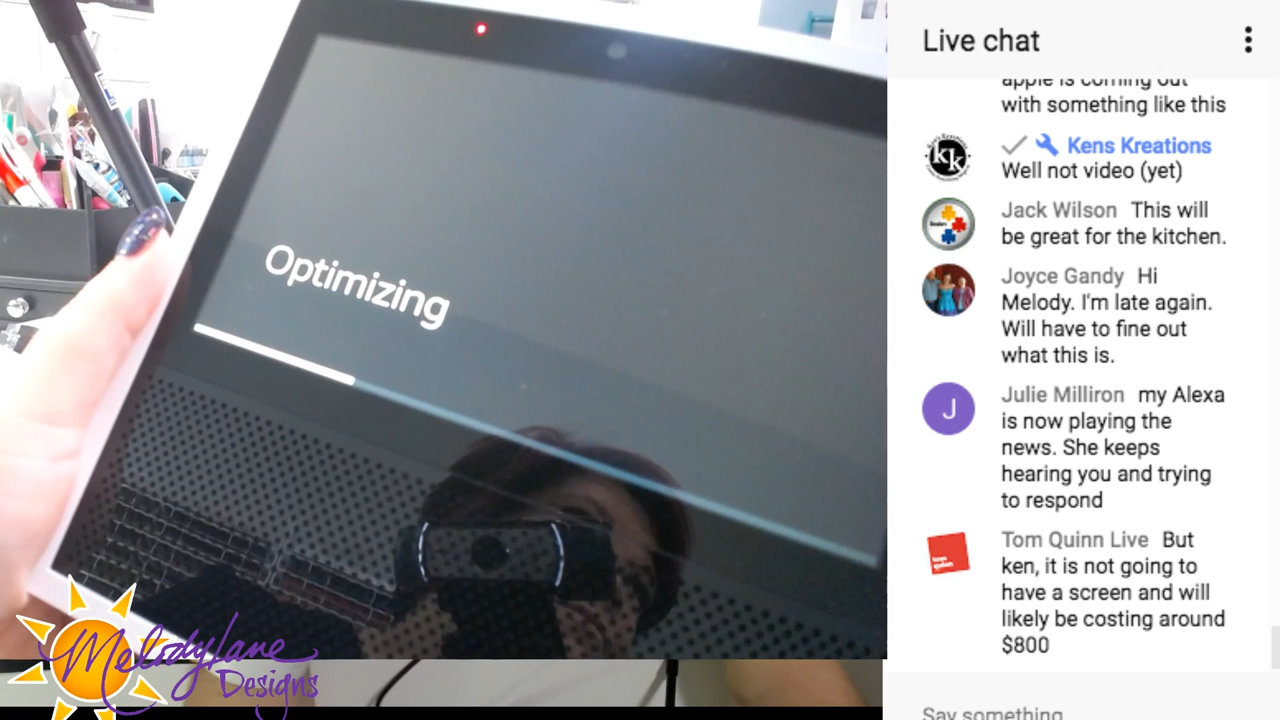 Optimizing
MelodyLane
Designs
Live chat
apple is coming out
with something like this
kk
Kens Kreations
Well not video (yet)
Jack Wilson This will
be great for the kitchen.
Joyce Gandy Hi
Melody. I'm late again.
Will have to fine out
what this is.
J
Julie Milliron my Alexa
is now playing the
news. She keeps
hearing you and trying
to respond
Tom Quinn Live But
ken, it is not going to
have a screen and will
likely be costing around
$800
Say something